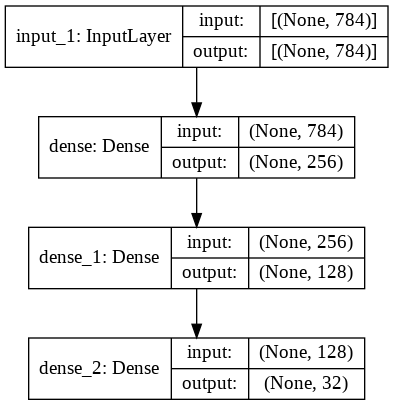 input_1: InputLayer
input: [(None, 784)]
output: [(None, 784)]
dense: Dense
input: (None, 784)
output: (None, 256)
dense_1: Dense
input: (None, 256)
output: (None, 128)
dense_2: Dense
input: (None, 128)
output: (None, 32)